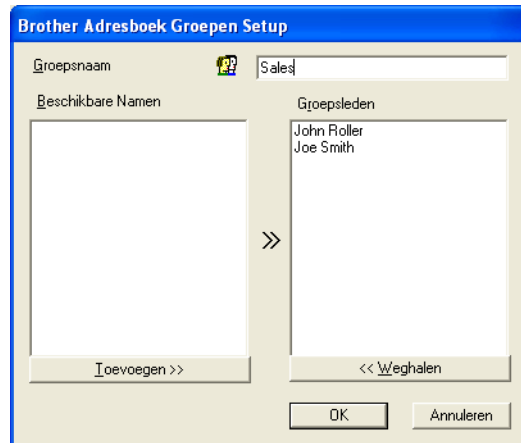 Brother Adresboek Groepen Setup
Groepsnaam
Sales
Beschikbare Namen
Groepsleden
John Roller
Joe Smith
>>
Toevoegen >>
<< Weghalen
OK
Annuleren